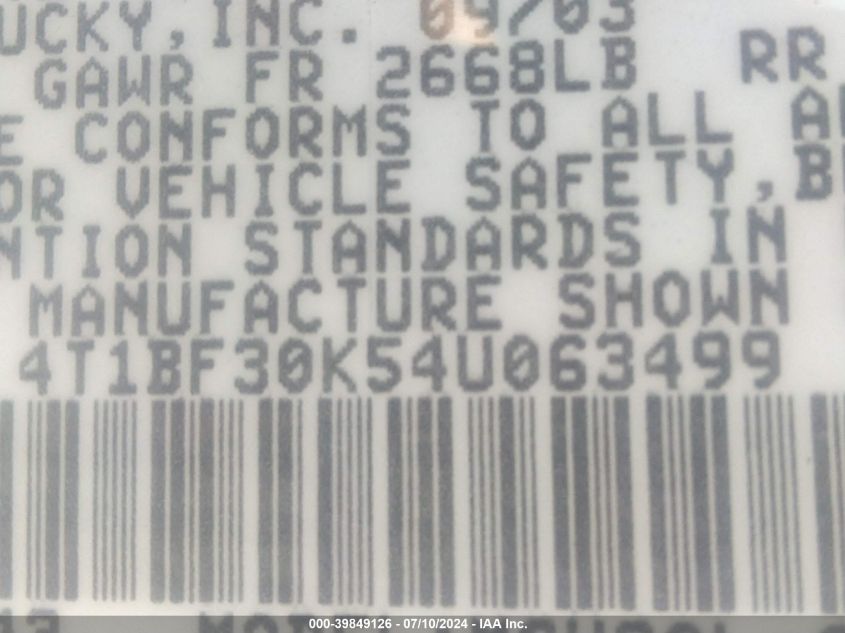 UCKY, INC. 09/03
GAWR FR 2668LB RR
E CONFORMS TO ALL
OR VEHICLE SAFETY, B
NTION STANDARDS IN
MANUFACTURE SHOWN
4T1BF30K54U063499
000-39849126 - 07/10/2024 - IAA Inc.